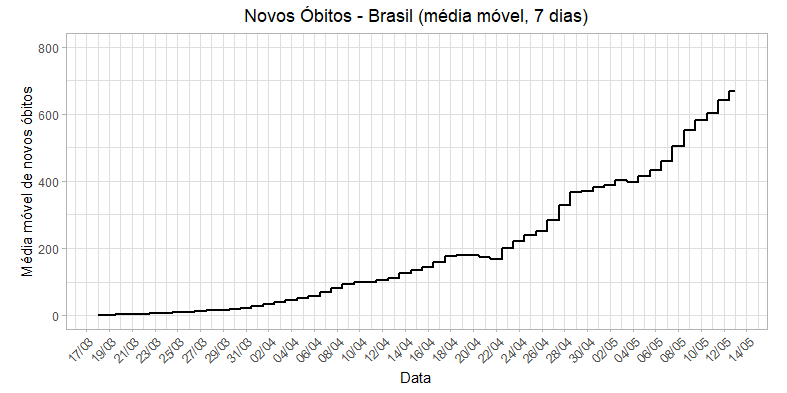 Novos Óbitos - Brasil (média móvel, 7 dias)
Média móvel de novos óbitos
800
600
400
200
0
17/03 19/03 21/03 23/03 25/03 27/03 29/03 31/03 02/04 04/04 06/04 08/04 10/04 12/04 14/04 16/04 18/04 20/04 22/04 24/04 26/04 28/04 30/04 02/05 04/05 06/05 08/05 10/05 12/05 14/05
Data